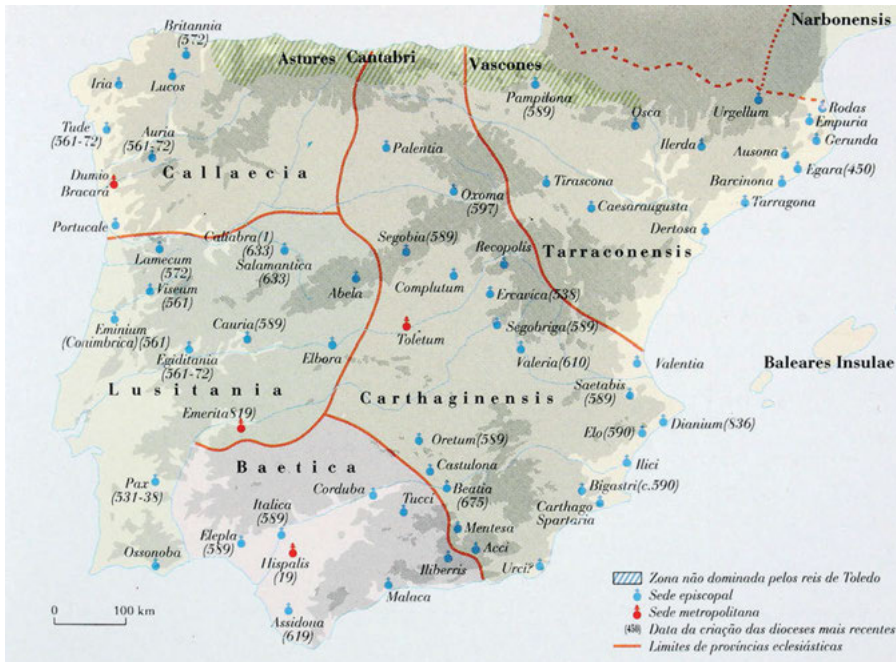 Narbonensis
Britannia
(572)
Astures Cantabri
Vascones
Iria
Lucos
Pampilona
(589)
Urgellum
Rodas
Empuria
Osca
Tude
(561-72)
Auria
(561-72)
Palentia
Ilerda
Ausona
Gerunda
Egara (450)
Callaecia
Dumio
Bracará
Oxoma
(597)
Tirascona
Barcinona
Caesaraugusta
Tarragona
Portucale
Dertosa
Caliabra(1)
(633)
Segobia(589)
Lamecum
(572)
Salamantica
(633)
Recopolis
Tarraconensis
Viseum
(561)
Abela
Complutum
Ercavica(538)
Eminium
(Conimbrica)(561)
Cauria(589)
Toletum
Segobriga(589)
Egiditania
(561-72)
Elbora
Valeria(610)
Valentia
Baleares Insulae
Saetabis
(589)
Lusitania
Carthaginensis
Emerita819)
Dianium(836)
Oretum(589)
Elo(590)
Baetica
Castulona
Ilici
Pax
(531-38)
Corduba
Beatia
(675)
Bigastri(c.590)
Italica
(589)
Tucci
Carthago
Spartaria
Elepla
(589)
Mentesa
Acci
Ossonoba
Hispalis
(19)
Iliberris
Urci?
Malaca
Assidona
(619)
0 100 km
Zona não dominada pelos reis de Toledo
Sede episcopal
Sede metropolitana
(450) Data da criação das dioceses mais recentes
Limites de províncias eclesiásticas